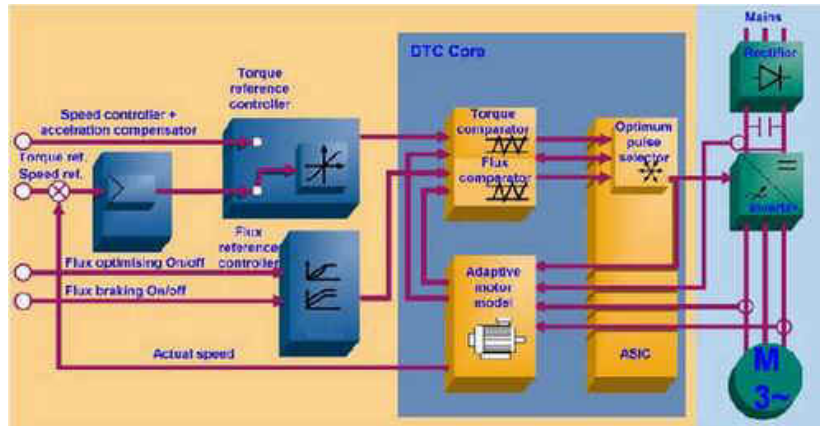 Mains
DTC Core
Rectifier
Torque
reference
controller
Speed controller +
accelration compensator
Torque
comparator
Optimum
pulse
selector
Torque ref.
Speed ref.
Flux
comparator
Inverter
Flux
reference
controller
Flux optimising On/off
Flux braking On/off
Adaptive
motor
model
Actual speed
ASIC
M
3~